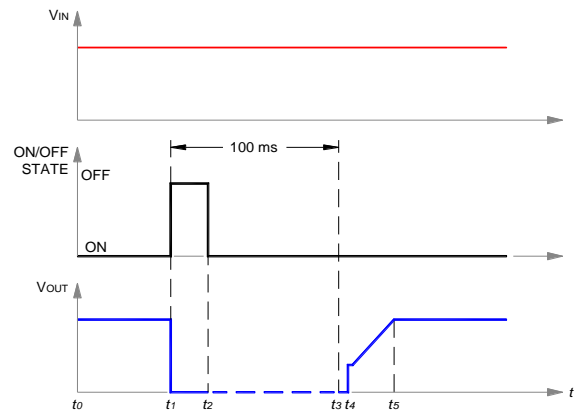 VIN
100 ms
ON/OFF
STATE
OFF
ON
VOUT
t0 t1 t2 t3 t4 t5 t